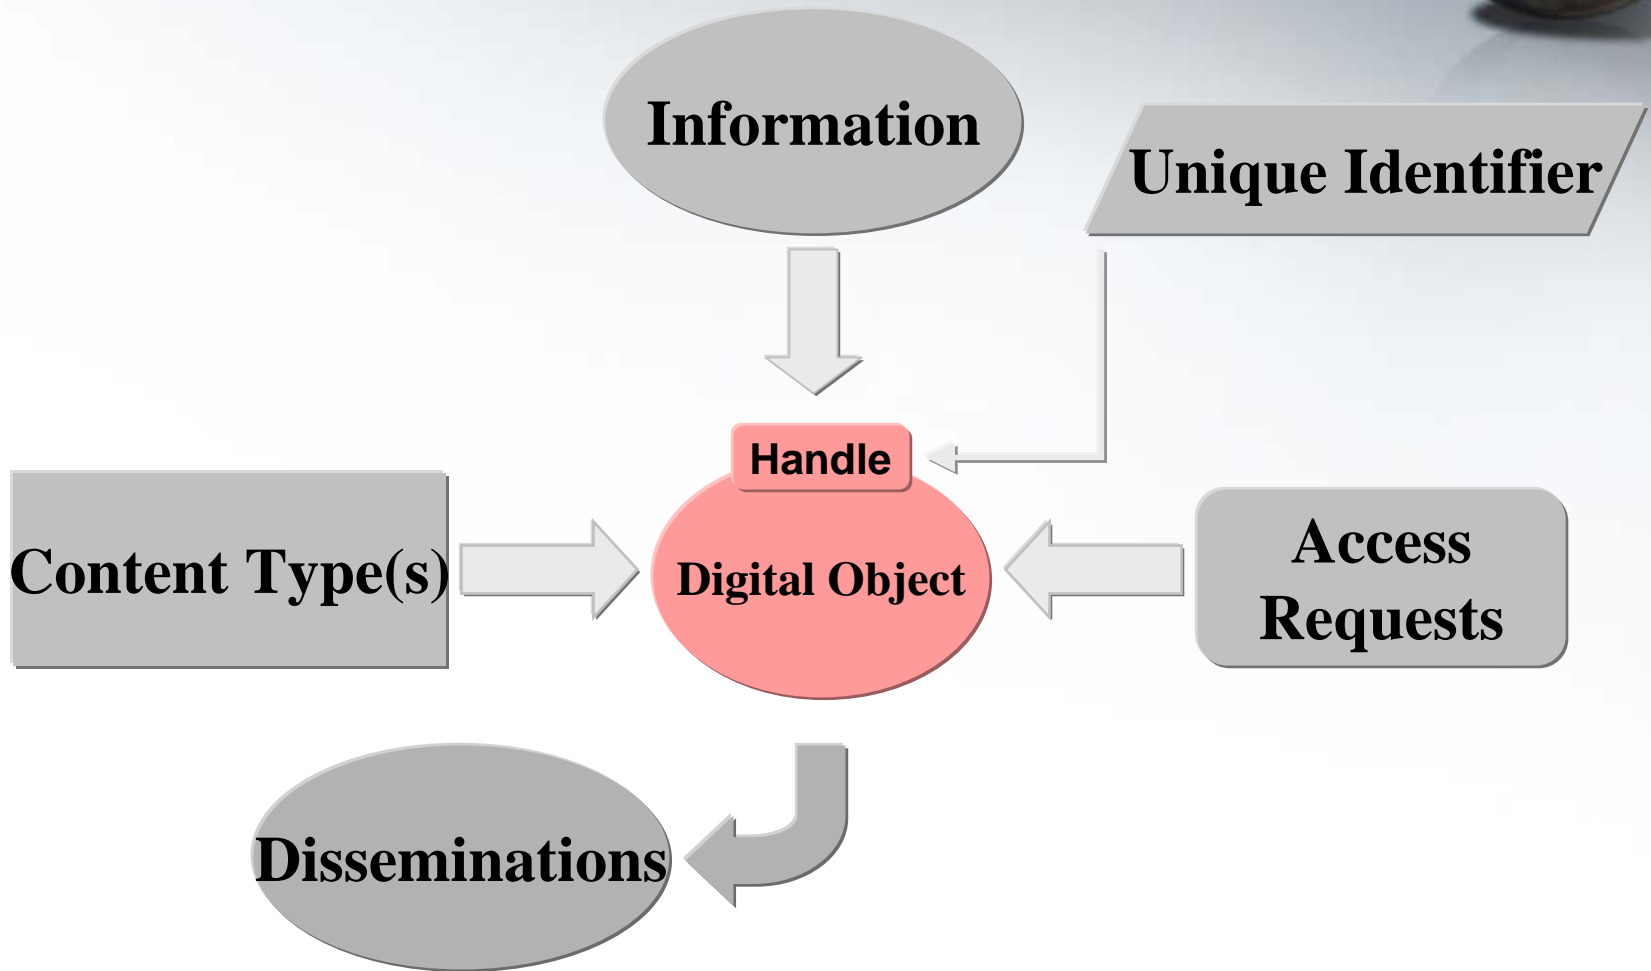 Information
Unique Identifier
Handle
Content Type(s)
Digital Object
Access
Requests
Disseminations